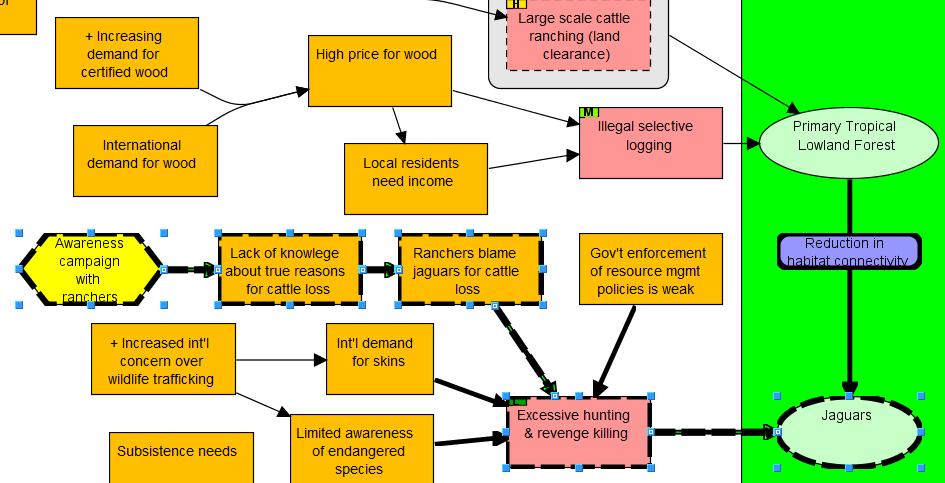 or
H
Large scale cattle
ranching (land
clearance)
+ Increasing
demand for
certified wood
High price for wood
M
Illegal selective
logging
Primary Tropical
Lowland Forest
International
demand for wood
Local residents
need income
Awareness
campaign
with
ranchers
Lack of knowlege
about true reasons
for cattle loss
Ranchers blame
jaguars for cattle
loss
Gov't enforcement
of resource mgmt
policies is weak
Reduction in
habitat connectivity
+ Increased int'l
concern over
wildlife trafficking
Int'l demand
for skins
Excessive hunting
& revenge killing
Jaguars
Subsistence needs
Limited awareness
of endangered
species